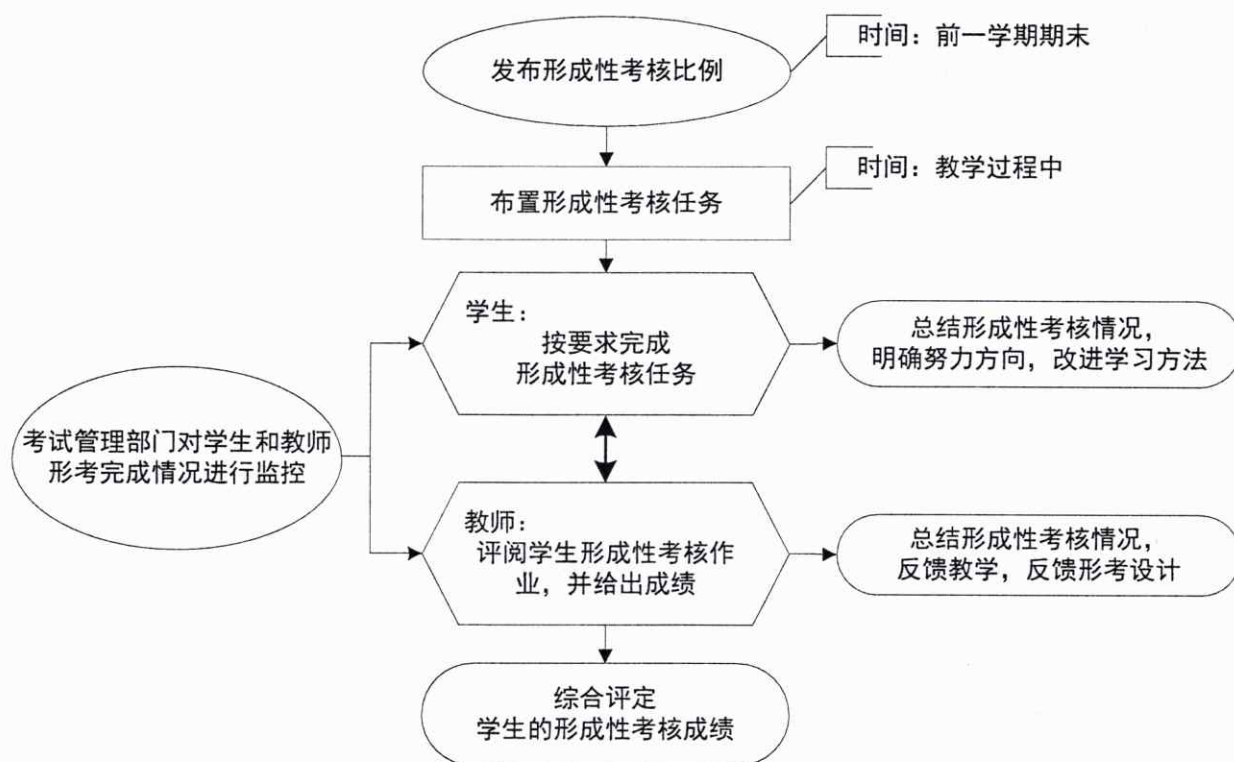 发布形成性考核比例
时间：前一学期期末
布置形成性考核任务
时间：教学过程中
学生：
按要求完成
形成性考核任务
总结形成性考核情况，
明确努力方向，改进学习方法
考试管理部门对学生和教师
形考完成情况进行监控
教师：
评阅学生形成性考核作
业，并给出成绩
总结形成性考核情况，
反馈教学，反馈形考设计
综合评定
学生的形成性考核成绩